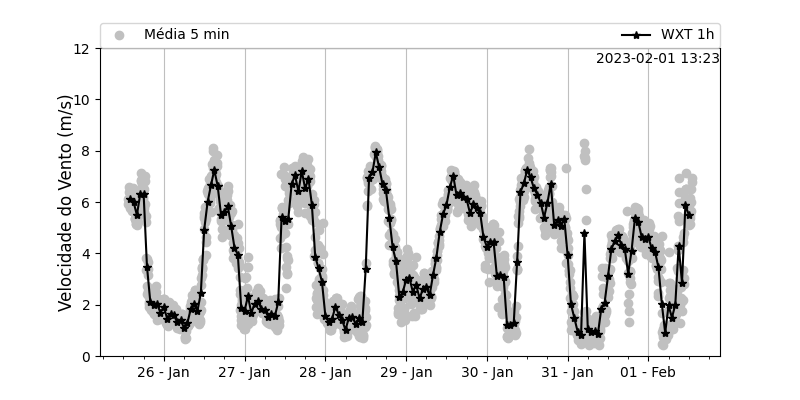 Média 5 min
WXT 1h
2023-02-01 13:23
Velocidade do Vento (m/s)
12
10
8
6
4
2
0
26 - Jan
27 - Jan
28 - Jan
29 - Jan
30 - Jan
31 - Jan
01 - Feb